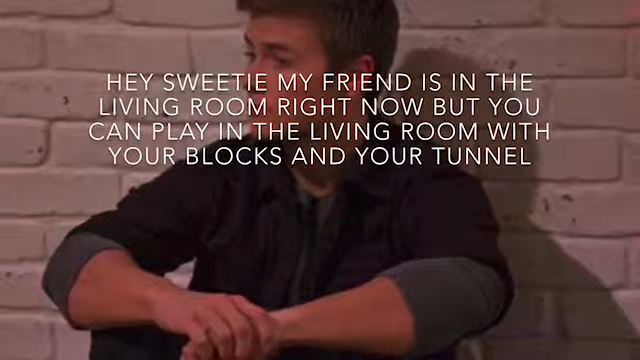 HEY SWEETIE MY FRIEND IS IN THE
LIVING ROOM RIGHT NOW BUT YOU
CAN PLAY IN THE LIVING ROOM WITH
YOUR BLOCKS AND YOUR TUNNEL